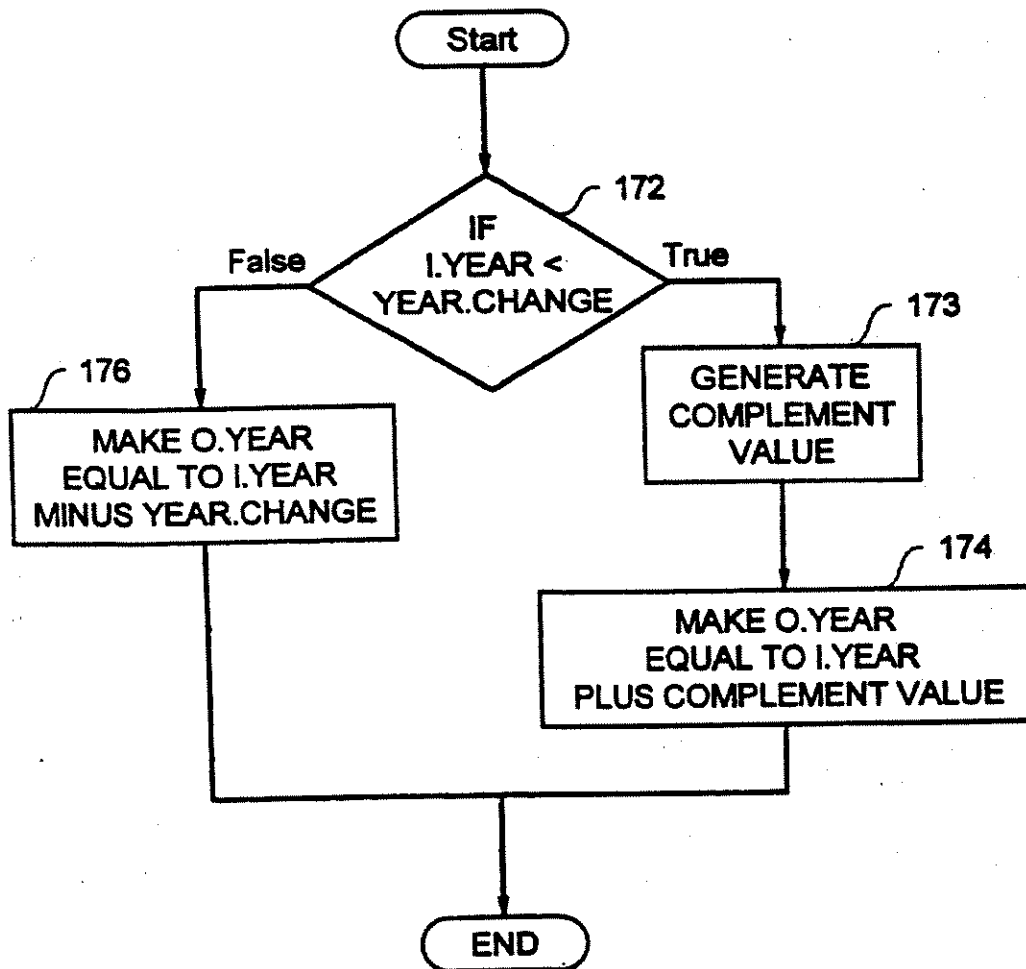 Start
172
IF
I.YEAR <
YEAR.CHANGE
False
True
173
GENERATE
COMPLEMENT
VALUE
176
MAKE O.YEAR
EQUAL TO I.YEAR
MINUS YEAR.CHANGE
174
MAKE O.YEAR
EQUAL TO I.YEAR
PLUS COMPLEMENT VALUE
END